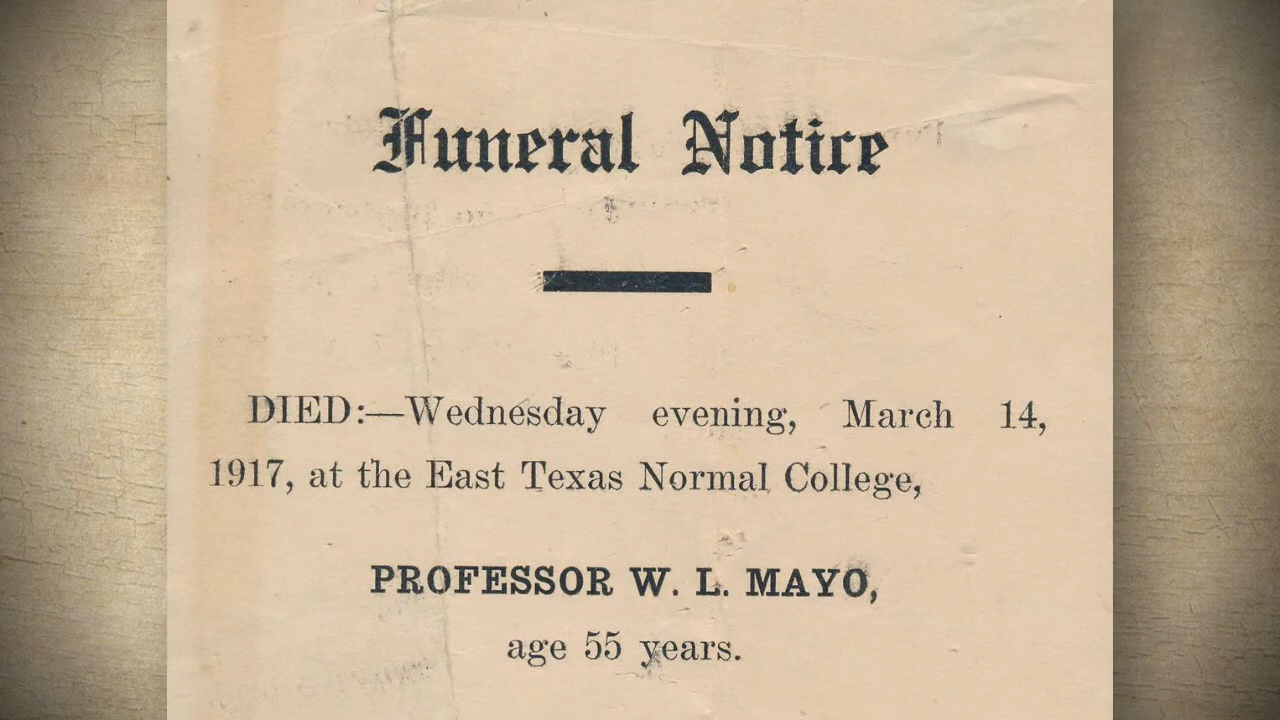 Funeral Notice
DIED:—Wednesday evening, March 14,
1917, at the East Texas Normal College,
PROFESSOR W. L. MAYO,
age 55 years.